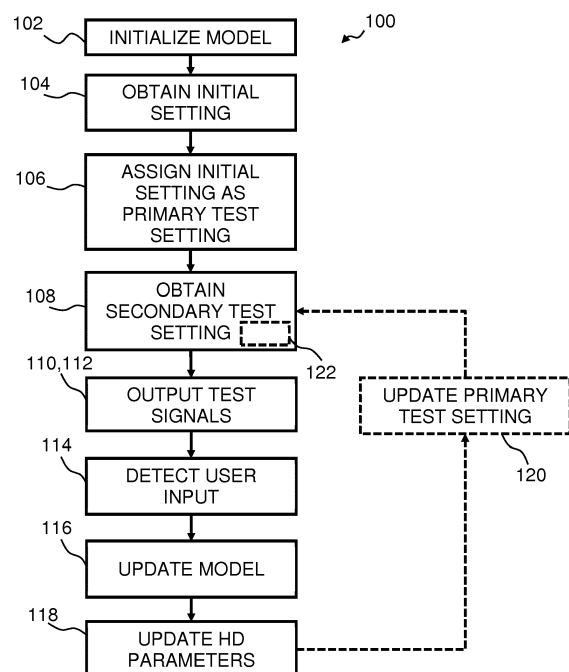 102
INITIALIZE MODEL
100
104
OBTAIN INITIAL
SETTING
106
ASSIGN INITIAL
SETTING AS
PRIMARY TEST
SETTING
108
OBTAIN
SECONDARY TEST
SETTING
122
110,112
OUTPUT TEST
SIGNALS
UPDATE PRIMARY
TEST SETTING
120
114
DETECT USER
INPUT
116
UPDATE MODEL
118
UPDATE HD
PARAMETERS